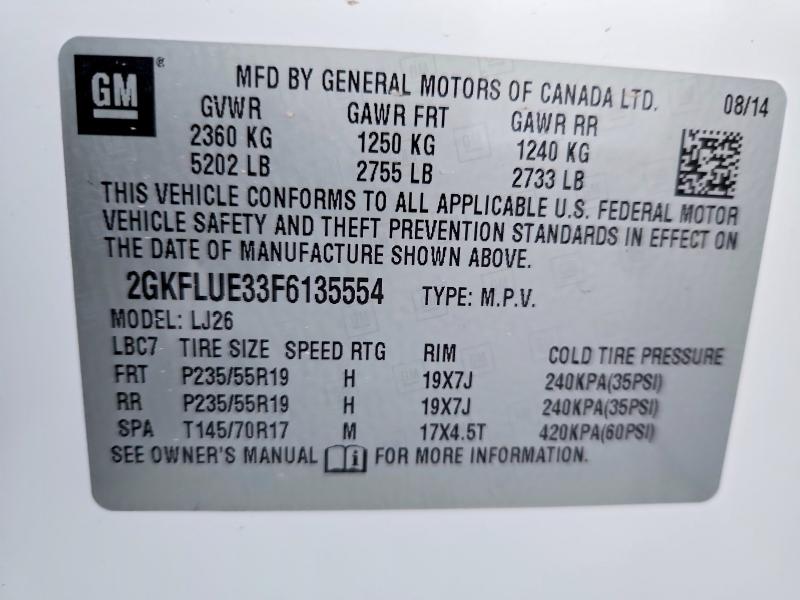 GM®
MFD BY GENERAL MOTORS OF CANADA LTD.
08/14
GVWR GAWR FRT GAWR RR
2360 KG 1250 KG 1240 KG
5202 LB 2755 LB 2733 LB
THIS VEHICLE CONFORMS TO ALL APPLICABLE U.S. FEDERAL MOTOR
VEHICLE SAFETY AND THEFT PREVENTION STANDARDS IN EFFECT ON
THE DATE OF MANUFACTURE SHOWN ABOVE.
2GKFLUE33F6135554 TYPE: M.P.V.
MODEL: LJ26
LBC7 TIRE SIZE SPEED RTG RIM COLD TIRE PRESSURE
FRT P235/55R19 H 19X7J 240KPA(35PSI)
RR P235/55R19 H 19X7J 240KPA(35PSI)
SPA T145/70R17 M 17X4.5T 420KPA(60PSI)
SEE OWNER'S MANUAL i FOR MORE INFORMATION.